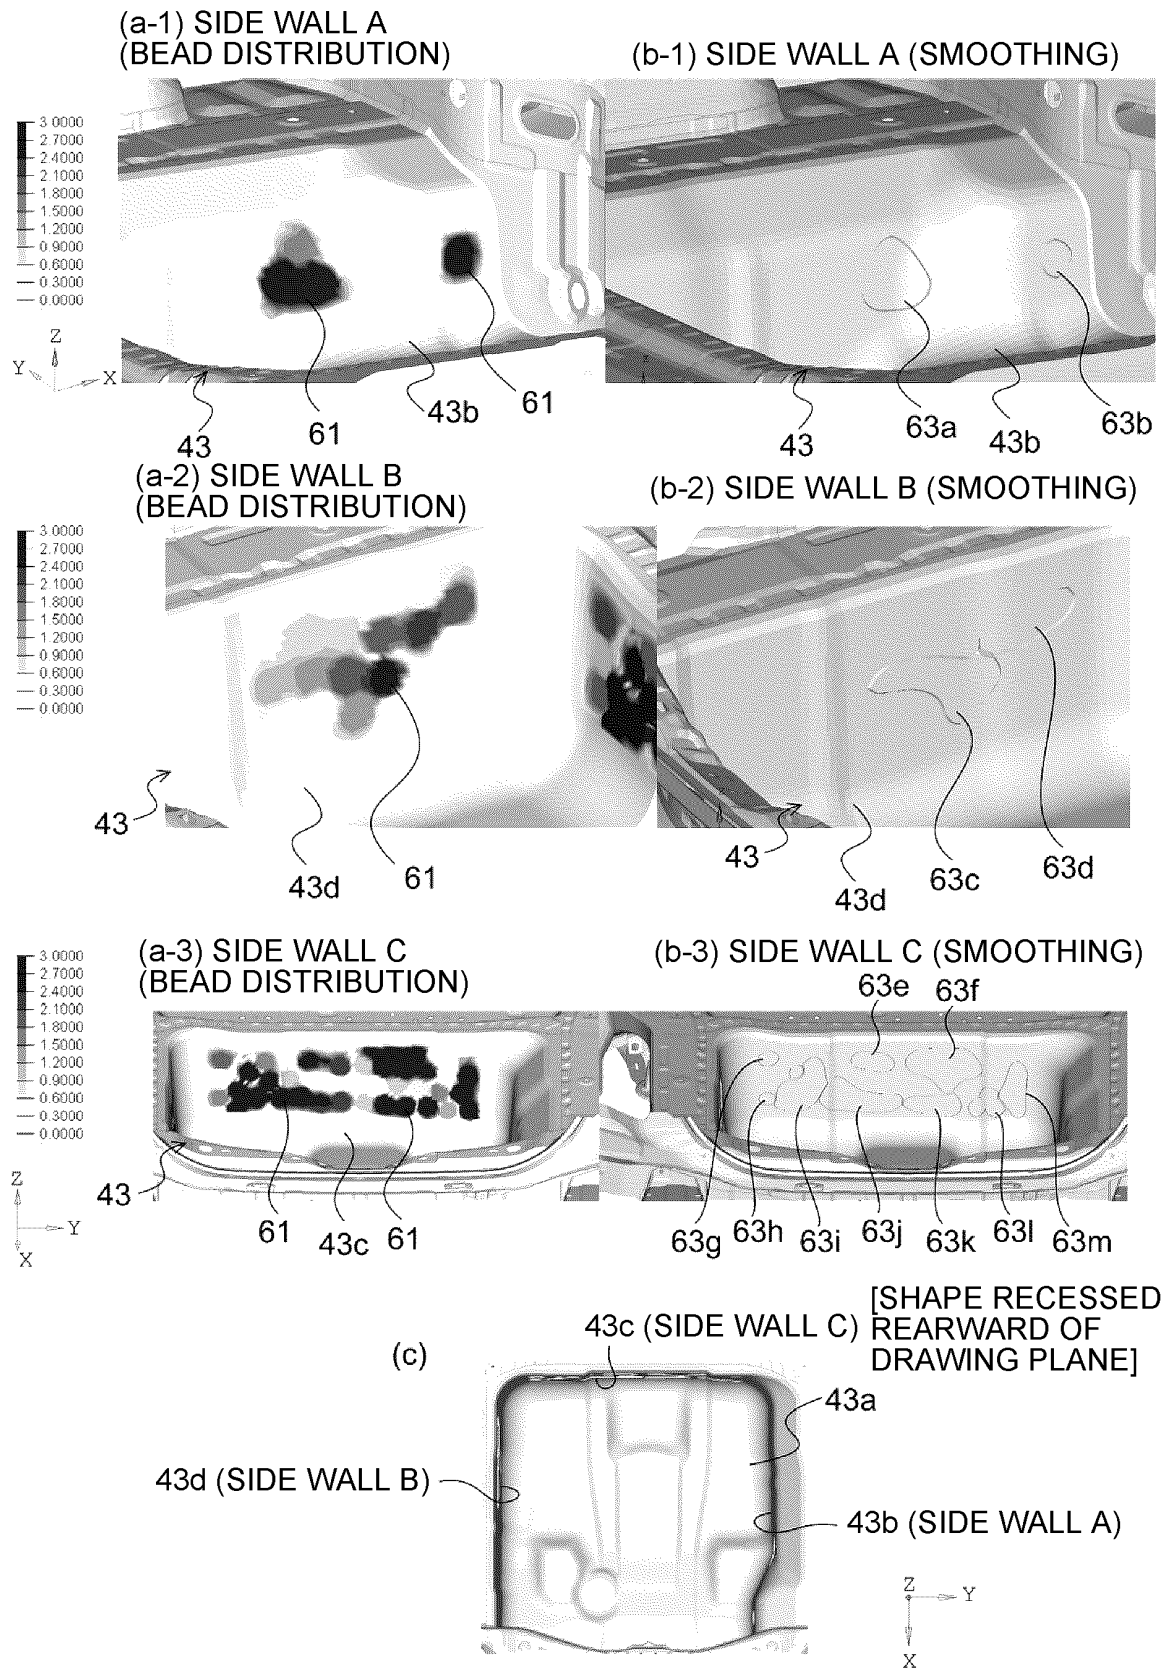 (a-1) SIDE WALL A
(BEAD DISTRIBUTION)
(b-1) SIDE WALL A (SMOOTHING)
3.0000
2.7000
2.4000
2.1000
1.8000
1.5000
1.2000
0.9000
0.6000
0.3000
0.0000
Z
Y
X
43
61
43b
61
43
63a
43b
63b
(a-2) SIDE WALL B
(BEAD DISTRIBUTION)
(b-2) SIDE WALL B (SMOOTHING)
3.0000
2.7000
2.4000
2.1000
1.8000
1.5000
1.2000
0.9000
0.6000
0.3000
0.0000
43
43d
61
43
43d
63c
63d
(a-3) SIDE WALL C
(BEAD DISTRIBUTION)
(b-3) SIDE WALL C (SMOOTHING)
63e
63f
3.0000
2.7000
2.4000
2.1000
1.8000
1.5000
1.2000
0.9000
0.6000
0.3000
0.0000
Z
Y
X
43
61
43c
61
63g
63h
63i
63j
63k
63l
63m
(c)
43c (SIDE WALL C)
[SHAPE RECESSED
REARWARD OF
DRAWING PLANE]
43a
43d (SIDE WALL B)
43b (SIDE WALL A)
Z
Y
X